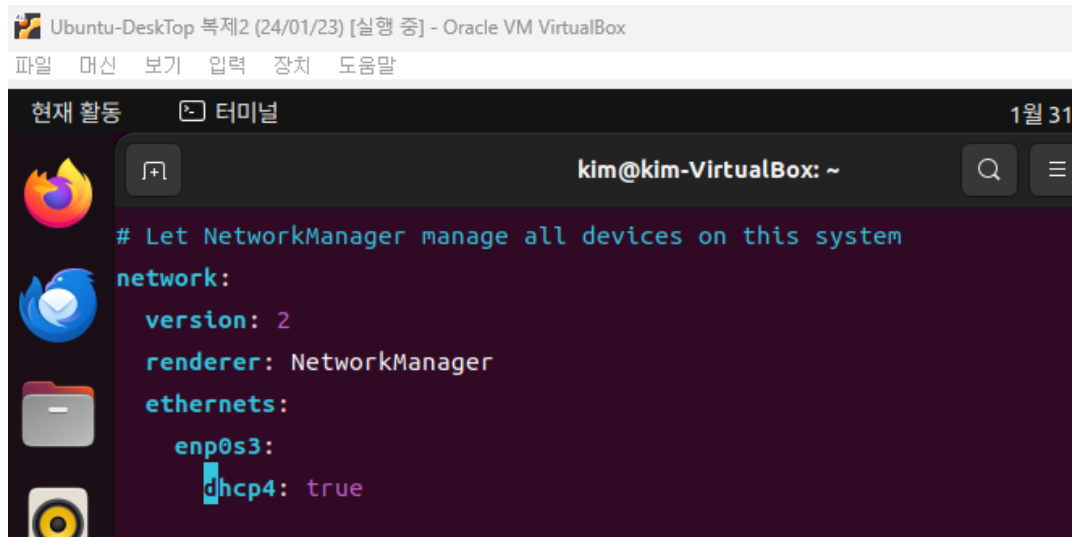 Ubuntu-DeskTop 복제2 (24/01/23) [실행 중] - Oracle VM VirtualBox
파일 머신 보기 입력 장치 도움말
현재 활동 터미널 1월 31
kim@kim-VirtualBox: ~
# Let NetworkManager manage all devices on this system
network:
  version: 2
  renderer: NetworkManager
  ethernets:
    enp0s3:
      dhcp4: true